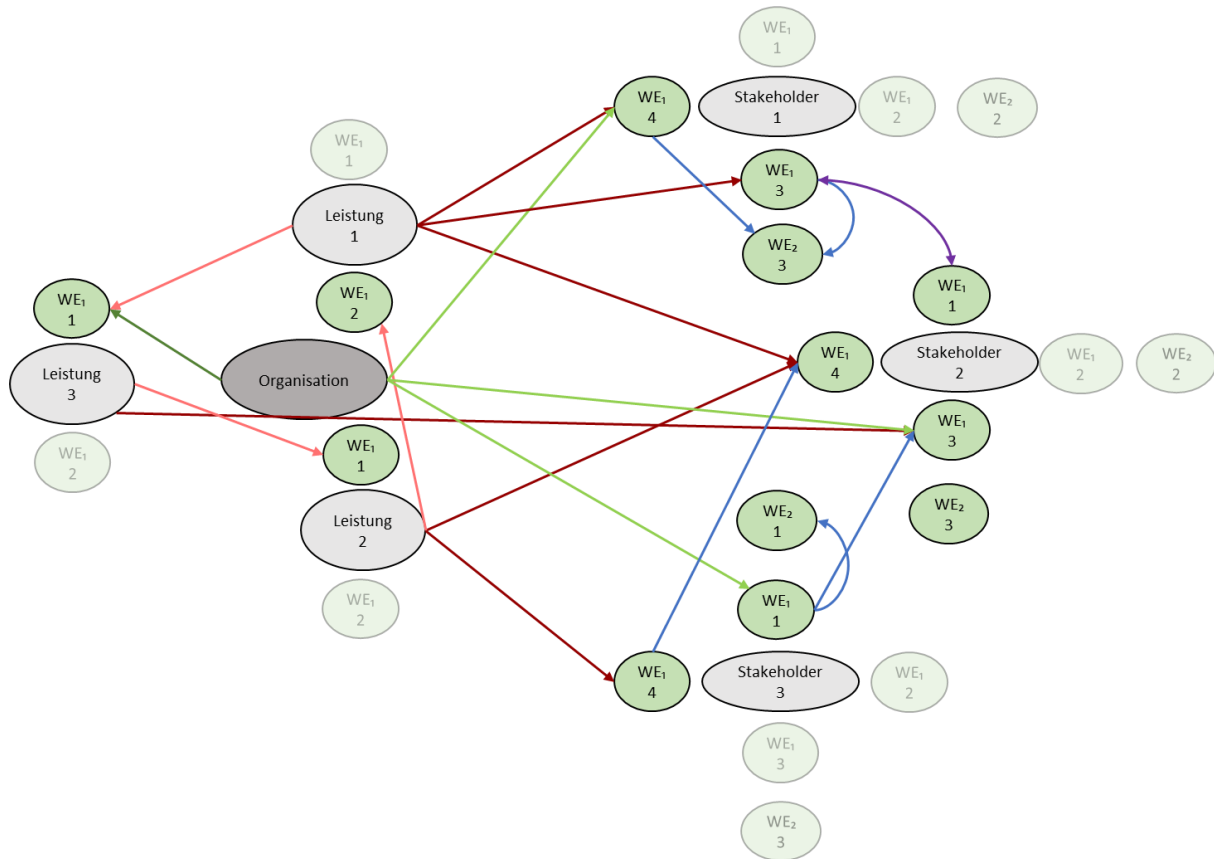 WE₁
1
WE₁
4
Stakeholder
1
WE₁
2
WE₂
2
WE₁
1
WE₁
3
Leistung
1
WE₂
3
WE₁
1
WE₁
1
WE₁
2
WE₁
4
Stakeholder
2
WE₁
2
WE₂
2
Leistung
3
Organisation
WE₁
3
WE₁
1
WE₁
2
Leistung
2
WE₂
1
WE₂
3
WE₁
2
WE₁
1
WE₁
4
Stakeholder
3
WE₁
2
WE₁
3
WE₂
3